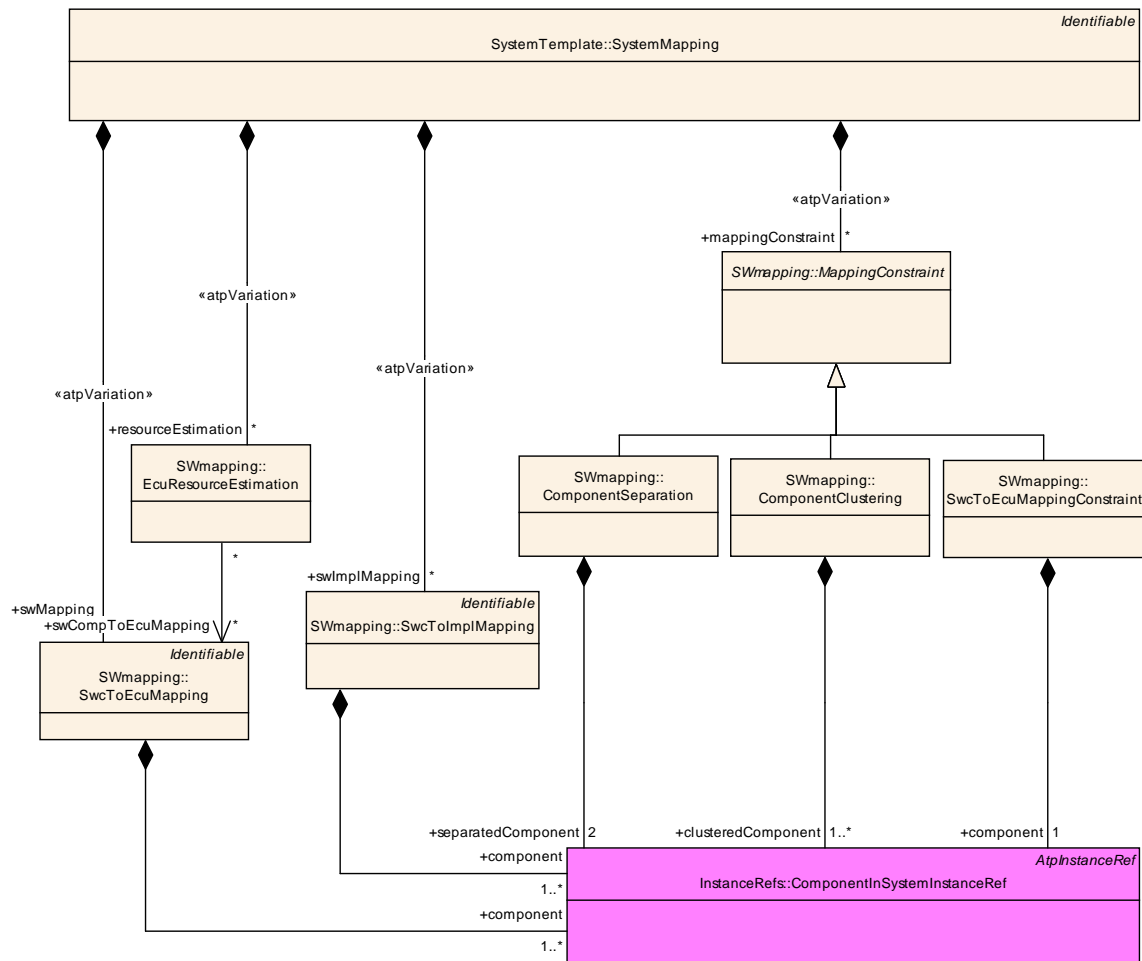 Identifiable
SystemTemplate::SystemMapping
«atpVariation»
+mappingConstraint *
SWmapping::MappingConstraint
«atpVariation»
«atpVariation»
«atpVariation»
+resourceEstimation *
SWmapping::
EcuResourceEstimation
SWmapping::
ComponentSeparation
SWmapping::
ComponentClustering
SWmapping::
SwcToEcuMappingConstraint
*
+swImplMapping *
+swMapping
+swCompToEcuMapping *
Identifiable
SWmapping::SwcToImplMapping
Identifiable
SWmapping::
SwcToEcuMapping
+separatedComponent 2
+clusteredComponent 1..*
+component 1
+component
1..*
AtpInstanceRef
InstanceRefs::ComponentInSystemInstanceRef
+component
1..*